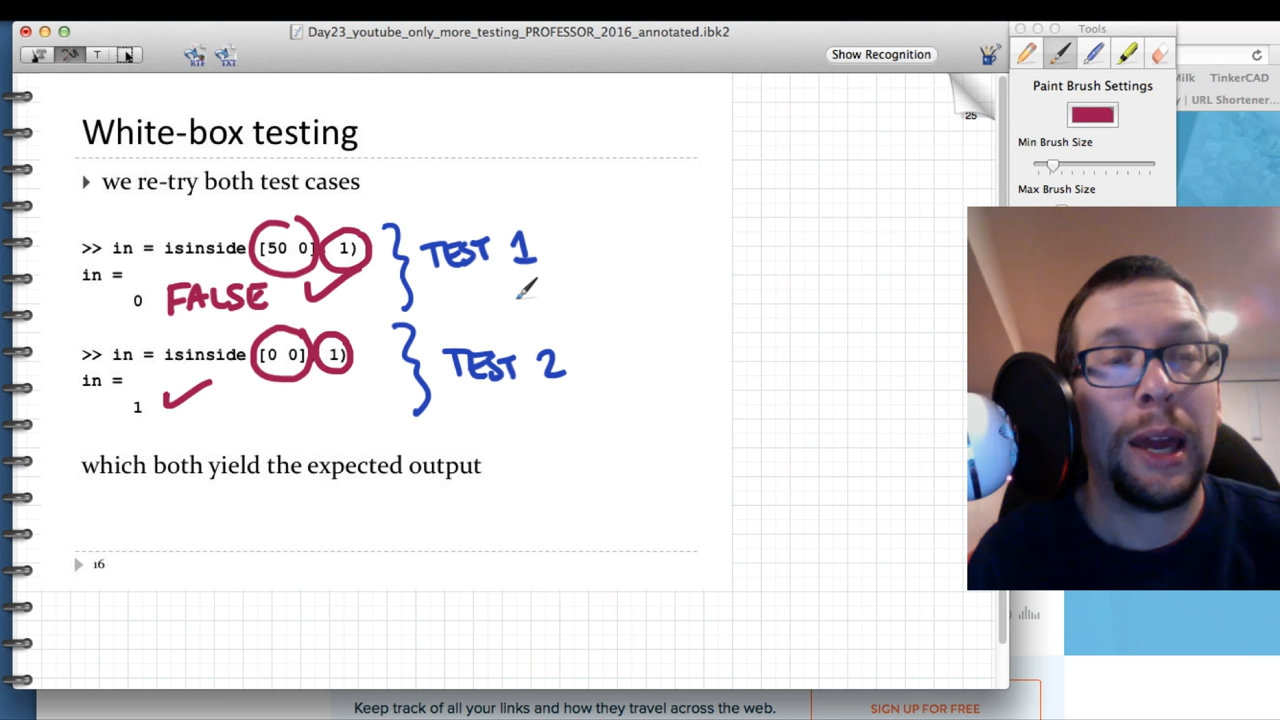 Day23_youtube_only_more_testing_PROFESSOR_2016_annotated.ibk2
Tools
T
RTF
TXT
Show Recognition
Milk TinkerCAD
| URL Shortener...
Paint Brush Settings
Min Brush Size
Max Brush Size
25
White-box testing
we re-try both test cases
>> in = isinside [50 0] 1)
in =
0
FALSE
TEST 1
>> in = isinside [0 0] 1)
in =
1
TEST 2
which both yield the expected output
16
Keep track of all your links and how they travel across the web.
SIGN UP FOR FREE